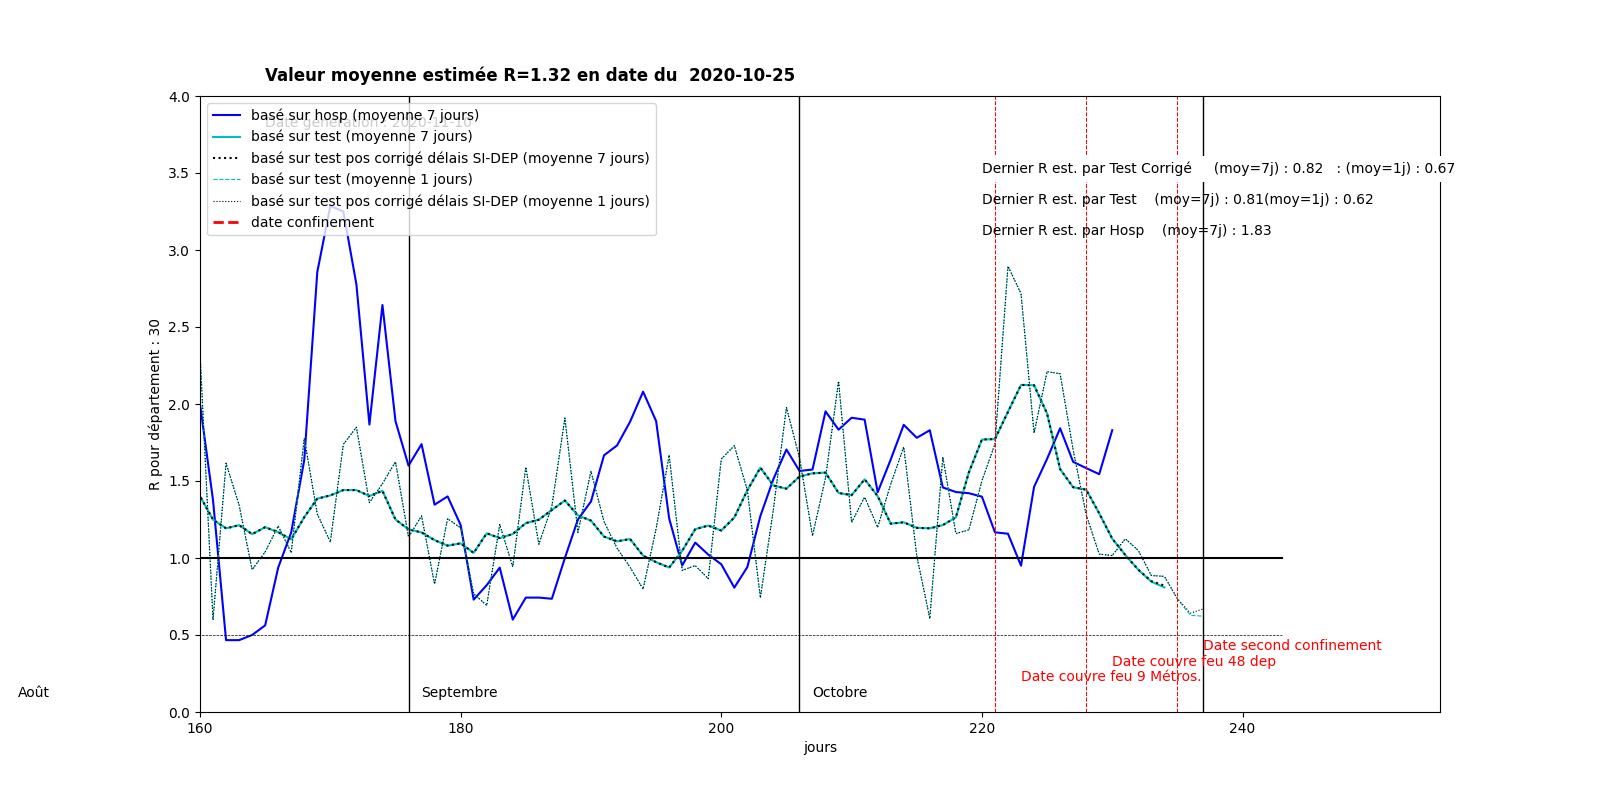 Valeur moyenne estimée R=1.32 en date du  2020-10-25
Date génération : 2020-11-10
basé sur hosp (moyenne 7 jours)
basé sur test (moyenne 7 jours)
basé sur test pos corrigé délais SI-DEP (moyenne 7 jours)
basé sur test (moyenne 1 jours)
basé sur test pos corrigé délais SI-DEP (moyenne 1 jours)
date confinement
Dernier R est. par Test Corrigé (moy=7j) : 0.82 : (moy=1j) : 0.67
Dernier R est. par Test (moy=7j) : 0.81(moy=1j) : 0.62
Dernier R est. par Hosp (moy=7j) : 1.83
4.0
3.5
3.0
2.5
2.0
1.5
1.0
0.5
0.0
R pour département : 30
Date second confinement
Date couvre feu 48 dep
Date couvre feu 9 Métros.
Août
Septembre
Octobre
160
180
200
220
240
jours